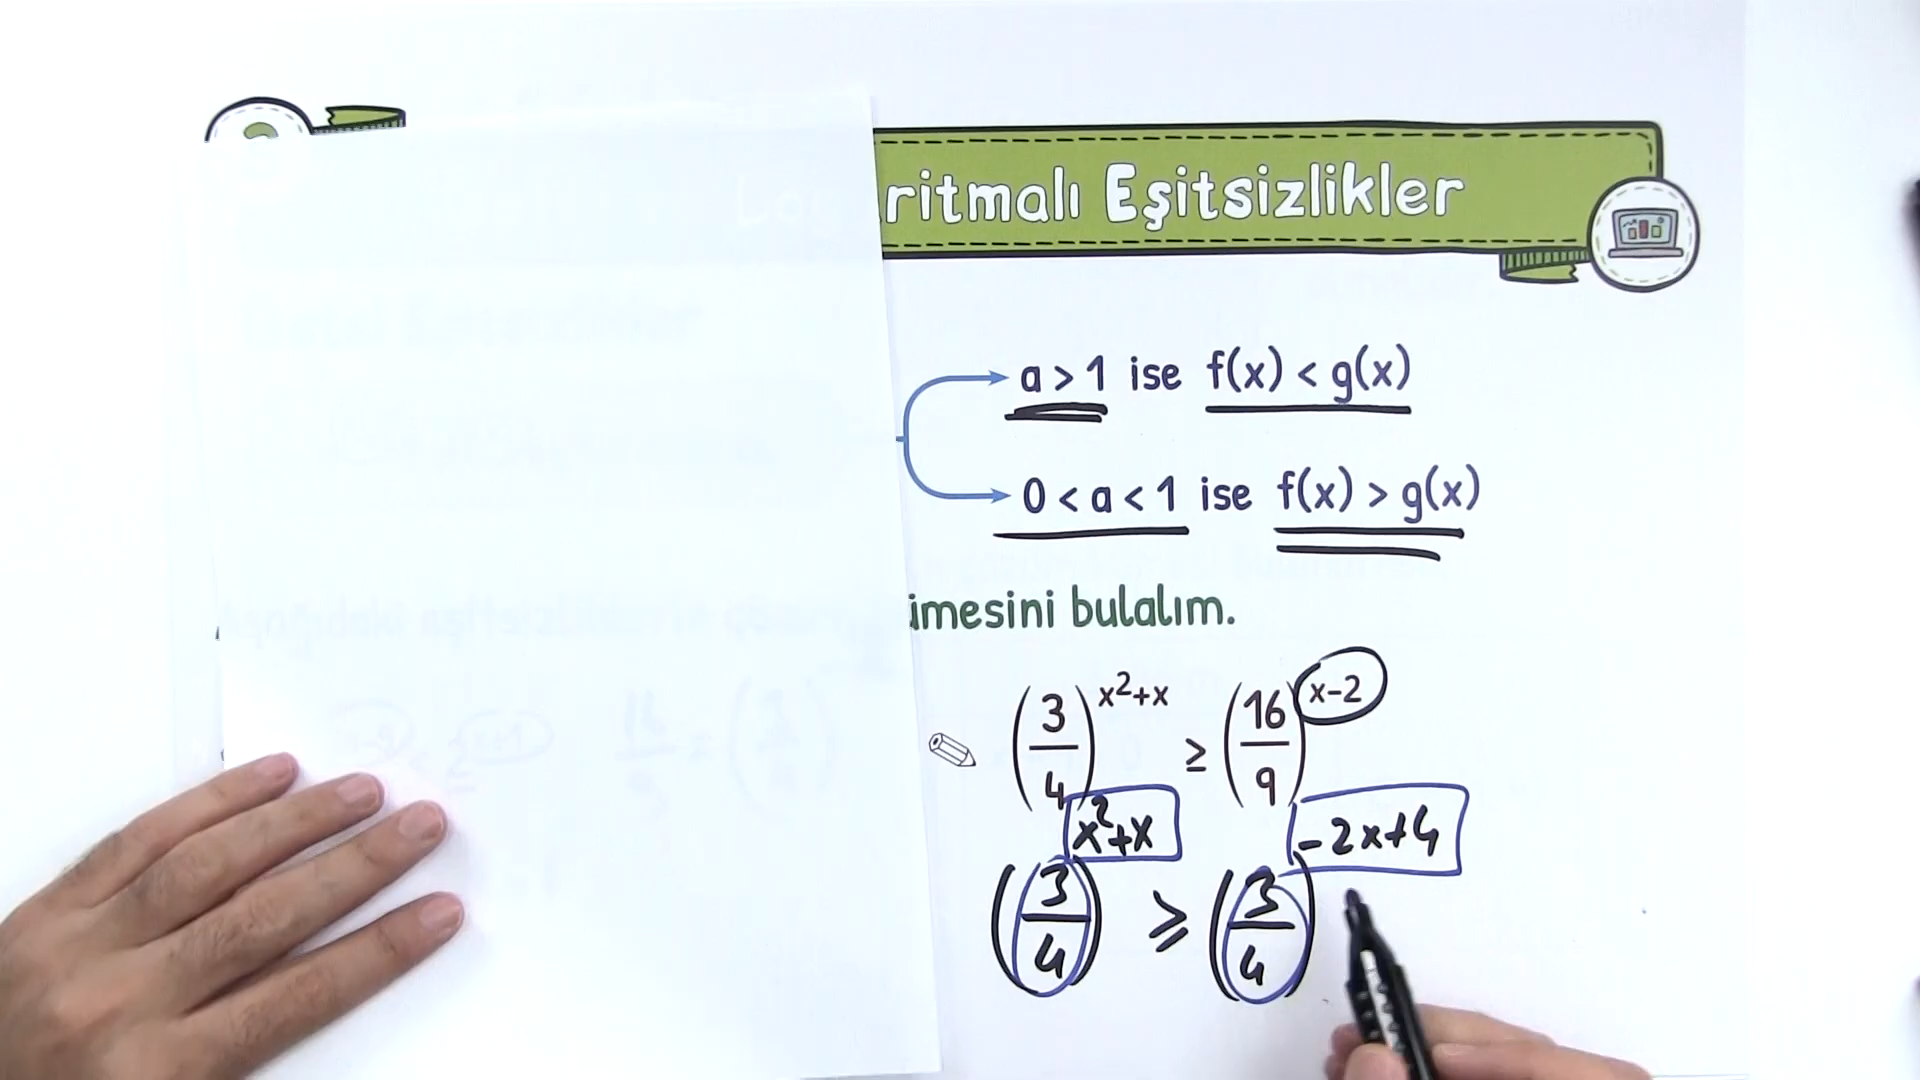 ritmalı Eşitsizlikler
a > 1 ise f(x) < g(x)
0 < a < 1 ise f(x) > g(x)
mesini bulalım.
(3/4)^(x²+x) ≥ (16/9)^(x-2)
(3/4)^(x²+x) ≥ (3/4)^(-2x+4)